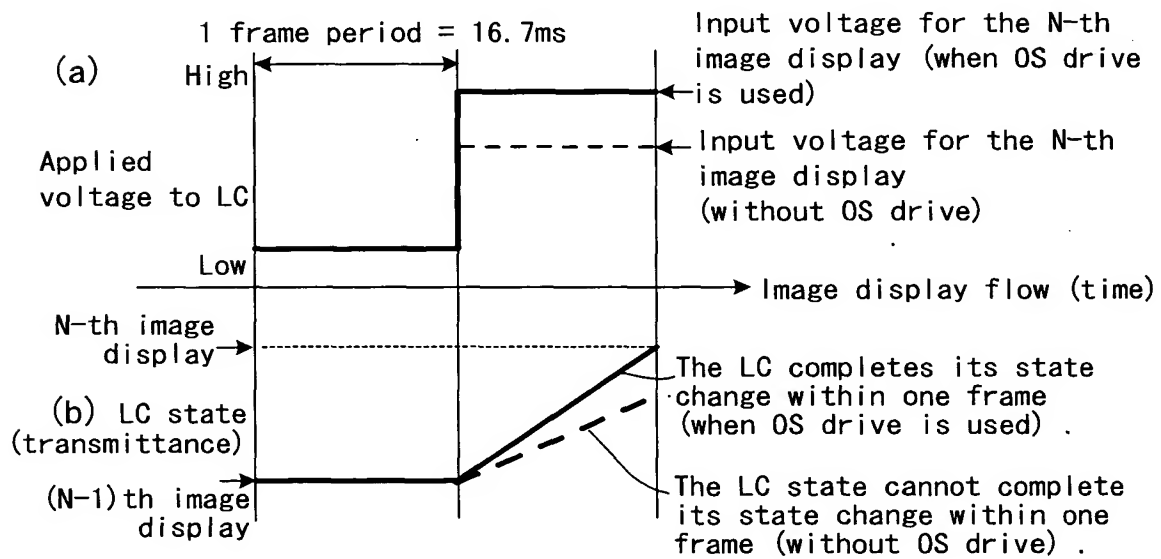 1 frame period = 16.7ms
(a)
High
Applied
voltage to LC
Low
Input voltage for the N-th
image display (when OS drive
is used)
Input voltage for the N-th
image display
(without OS drive)
Image display flow (time)
N-th image
display
(b) LC state
(transmittance)
(N-1)th image
display
The LC completes its state
change within one frame
(when OS drive is used) .
The LC state cannot complete
its state change within one
frame (without OS drive) .